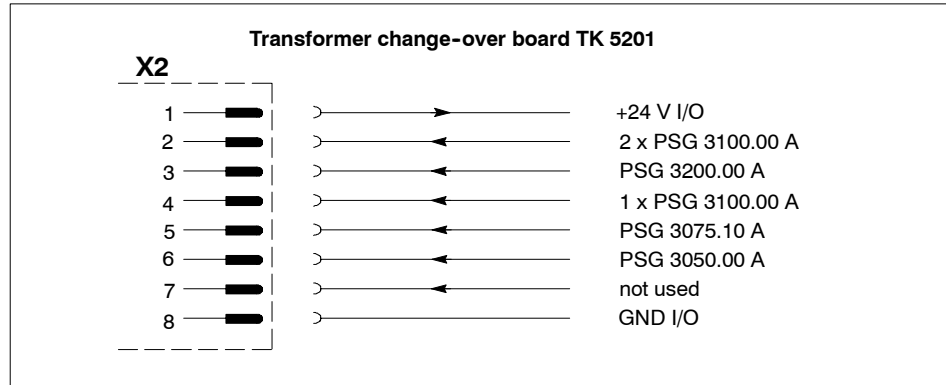 Transformer change-over board TK 5201
X2
1 +24 V I/O
2 2 x PSG 3100.00 A
3 PSG 3200.00 A
4 1 x PSG 3100.00 A
5 PSG 3075.10 A
6 PSG 3050.00 A
7 not used
8 GND I/O